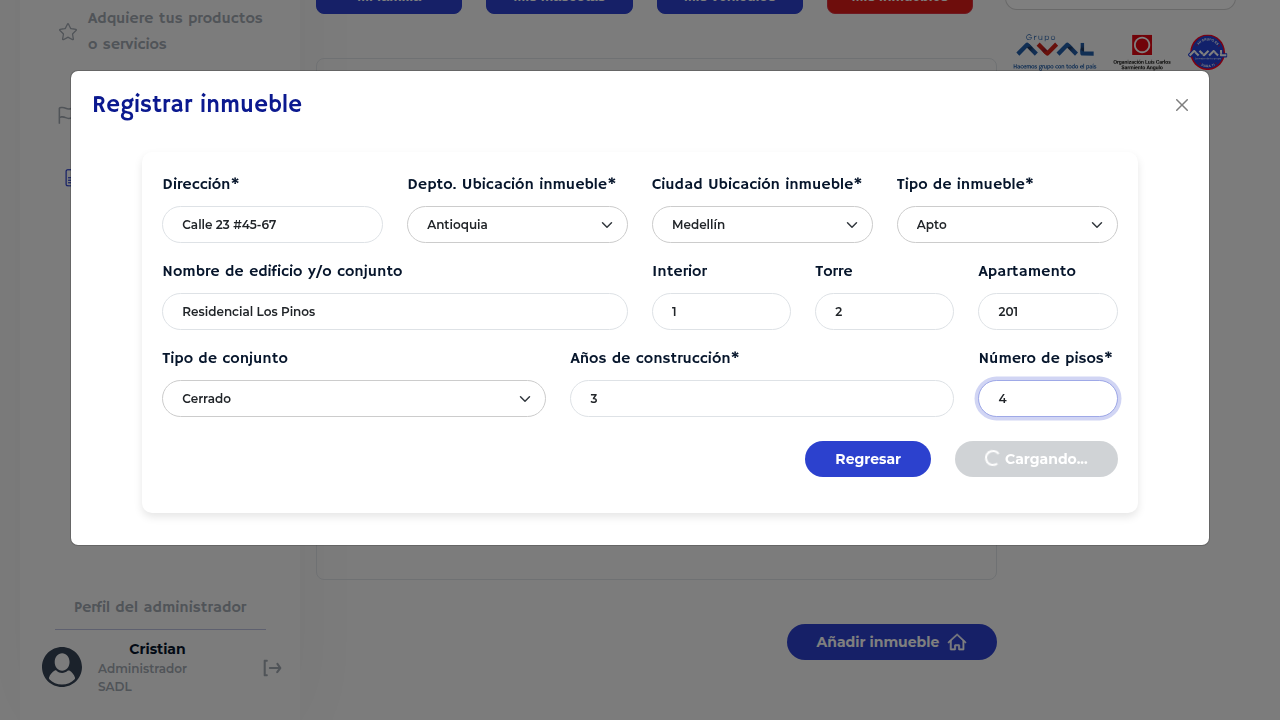 Adquiere tus productos
o servicios
Grupo
AVAL
Hacemos grupo con todo el país
Organización Luis Carlos
Sarmiento Angulo
AVAL
Registrar inmueble
Dirección*
Depto. Ubicación inmueble*
Ciudad Ubicación inmueble*
Tipo de inmueble*
Calle 23 #45-67
Antioquia
Medellín
Apto
Nombre de edificio y/o conjunto
Interior
Torre
Apartamento
Residencial Los Pinos
1
2
201
Tipo de conjunto
Años de construcción*
Número de pisos*
Cerrado
3
4
Regresar
Cargando...
Perfil del administrador
Cristian
Administrador
SADL
Añadir inmueble